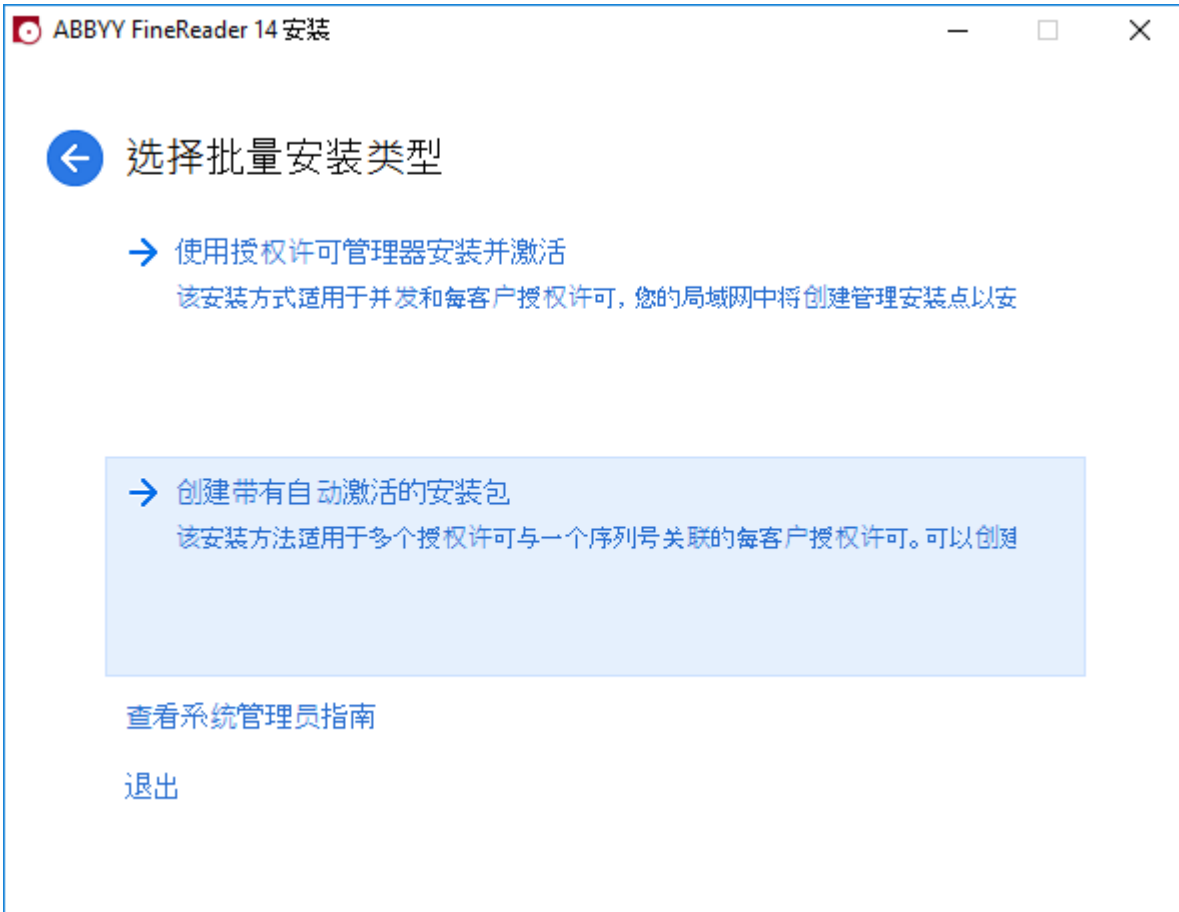 ABBYY FineReader 14 安装
选择批量安装类型
使用授权许可管理器安装并激活
该安装方式适用于并发和每客户授权许可, 您的局域网中将创建管理安装点以安
创建带有自动激活的安装包
该安装方法适用于多个授权许可与一个序列号关联的每客户授权许可。可以创建
查看系统管理员指南
退出